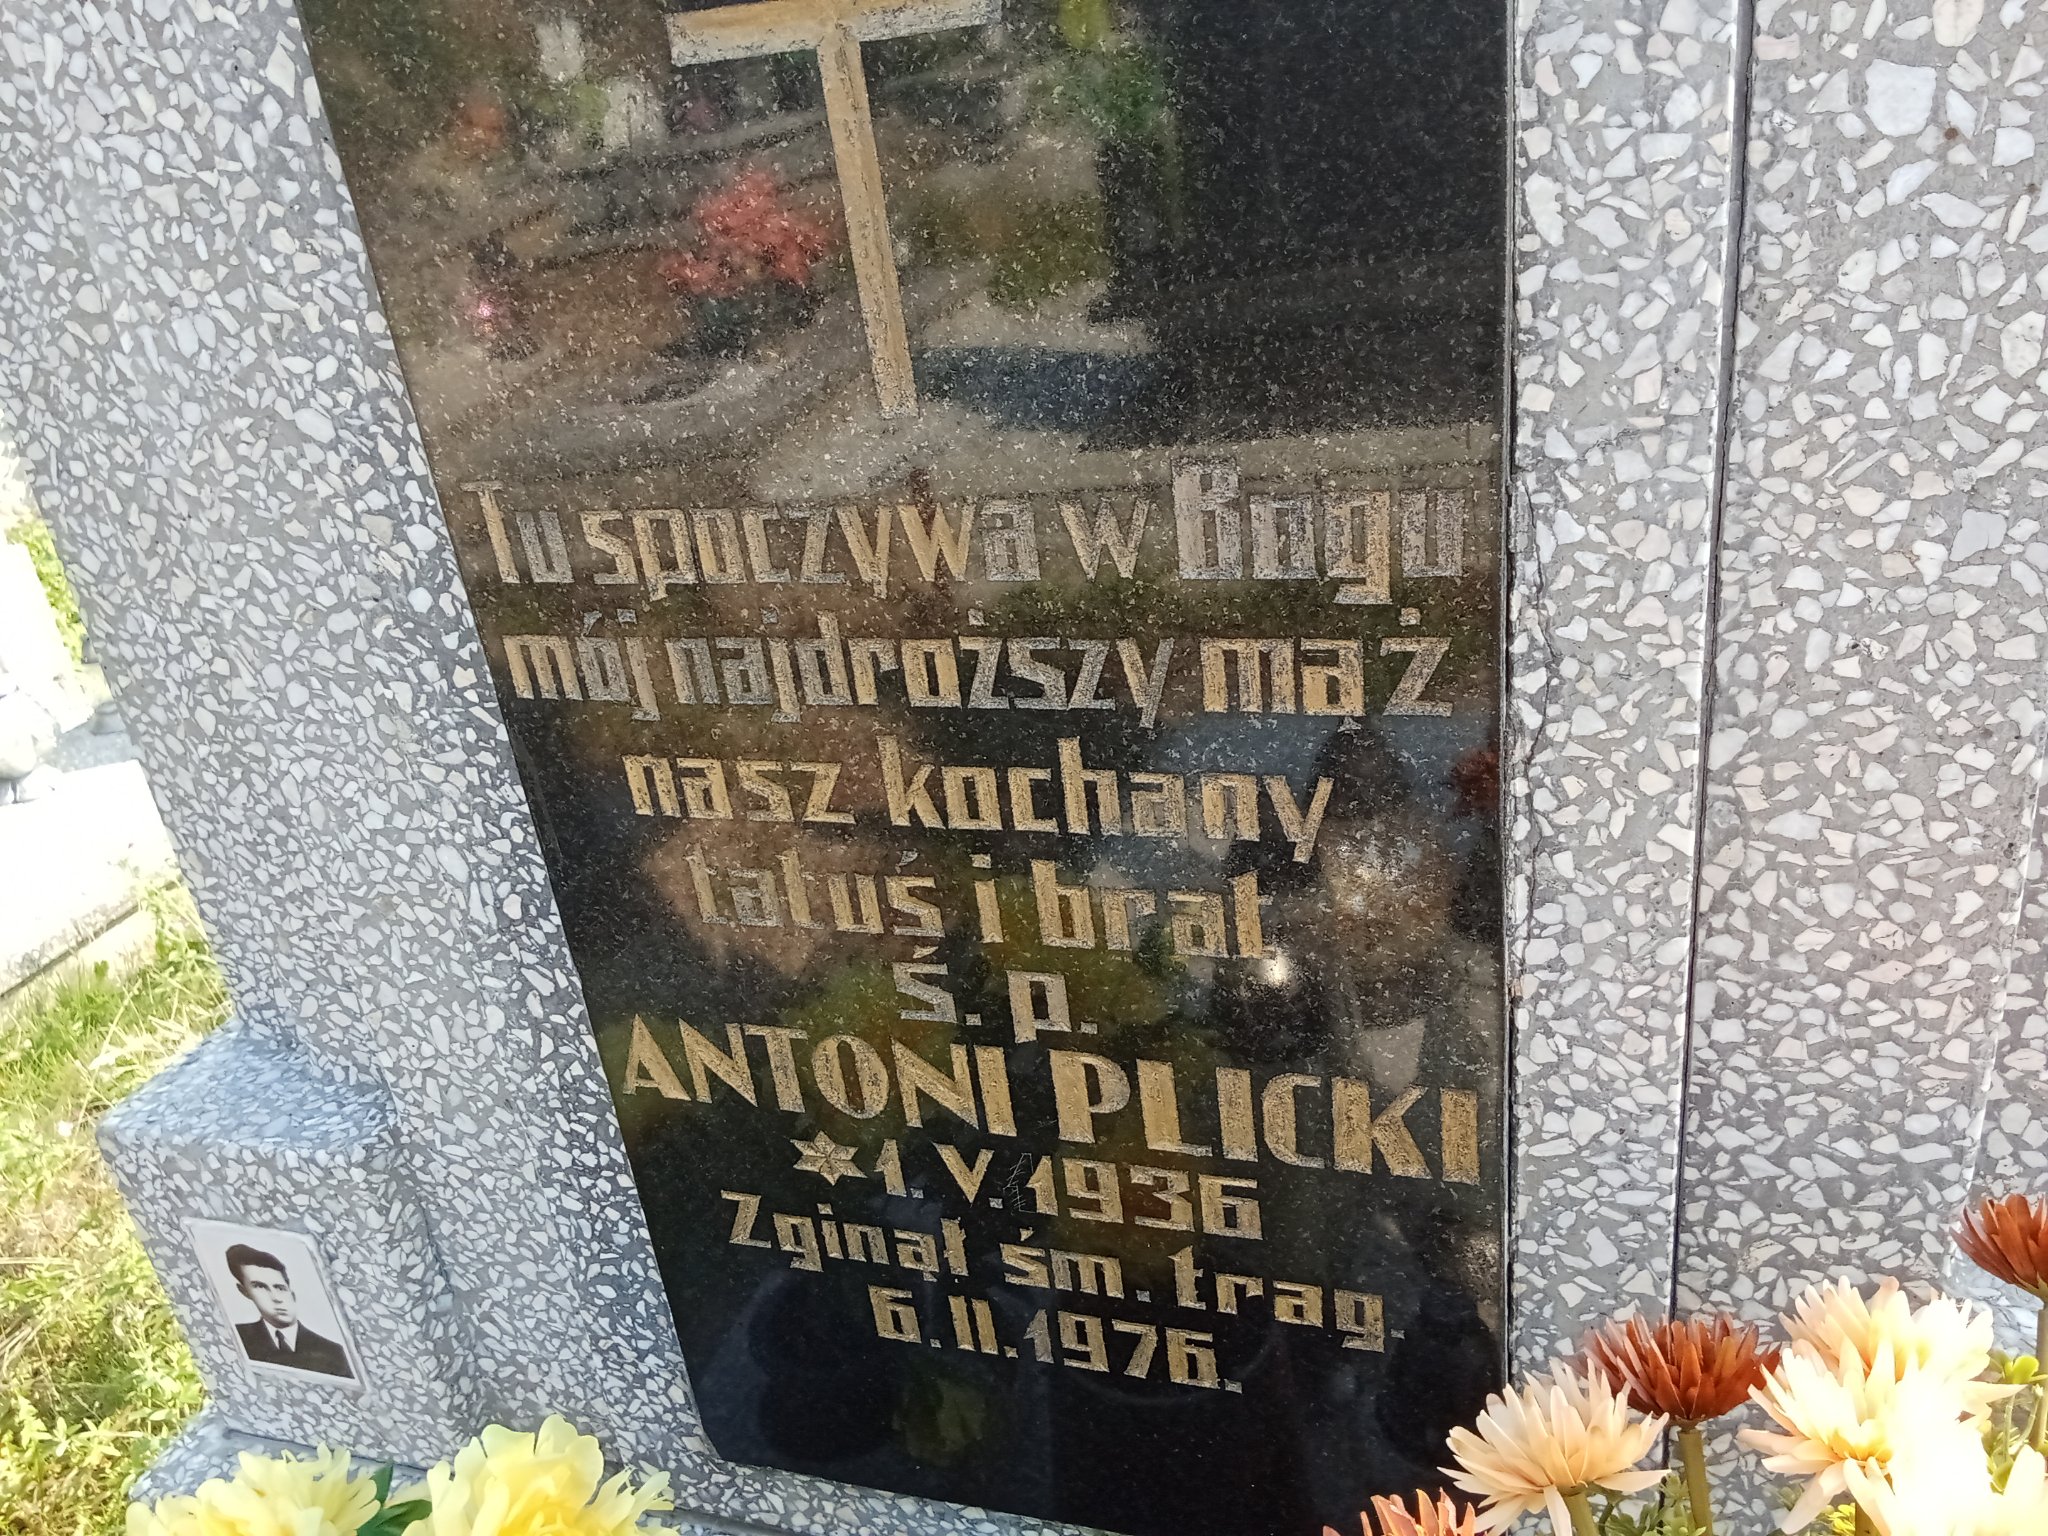 Tu spoczywa w Bogu
mój najdroższy mąż
nasz kochany
tatuś i brat
Ś. p.
ANTONI PLICKI
✶ 1. V. 1936
Zginął śm. trag.
6. II. 1976.